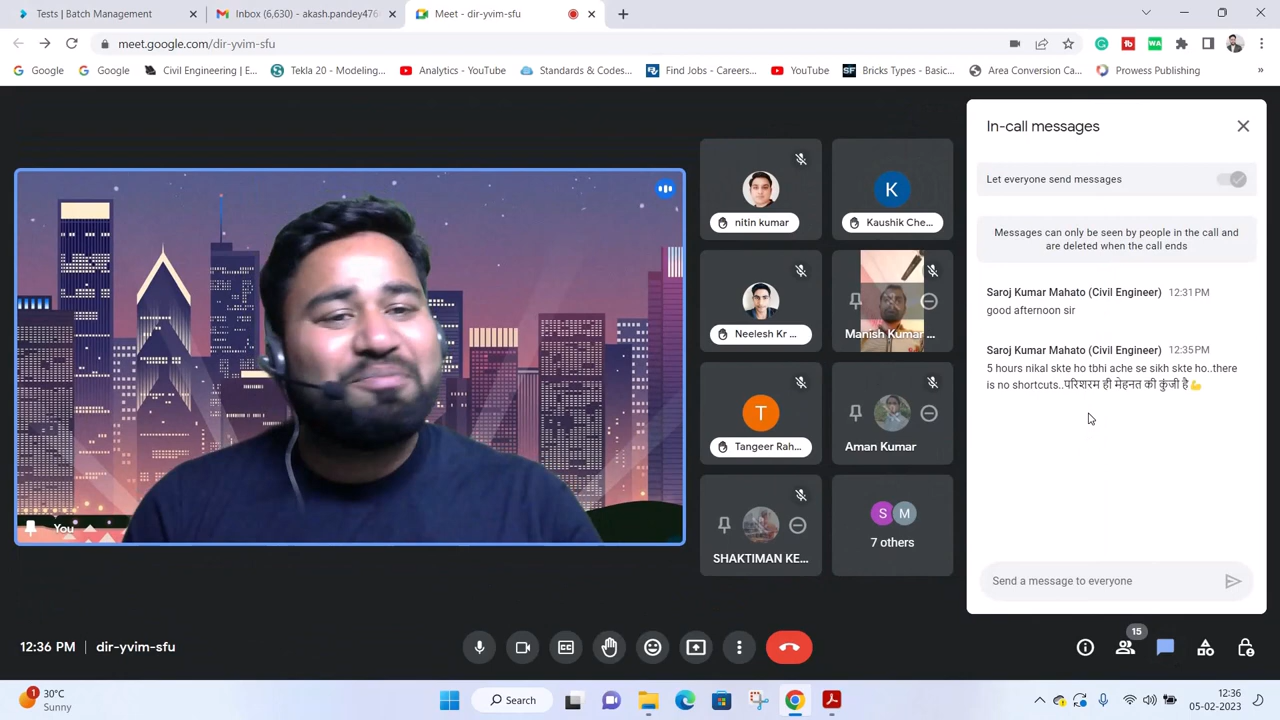 Tests | Batch Management
Inbox (6,630) - akash.pandey476
Meet - dir-yvim-sfu
meet.google.com/dir-yvim-sfu
Google
Google
Civil Engineering | E...
Tekla 20 - Modeling...
Analytics - YouTube
Standards & Codes...
Find Jobs - Careers...
YouTube
Bricks Types - Basic...
Area Conversion Ca...
Prowess Publishing
In-call messages
Let everyone send messages
Messages can only be seen by people in the call and
are deleted when the call ends
Saroj Kumar Mahato (Civil Engineer) 12:31 PM
good afternoon sir
Saroj Kumar Mahato (Civil Engineer) 12:35 PM
5 hours nikal skte ho tbhi ache se sikh skte ho..there
is no shortcuts..परिशरम ही मेहनत की कुंजी है💪
Send a message to everyone
nitin kumar
K
Kaushik Che...
Neelesh Kr ...
Manish Kumar ...
T
Tangeer Rah...
Aman Kumar
SHAKTIMAN KE...
S M
7 others
You
12:36 PM | dir-yvim-sfu
15
1
30°C
Sunny
Search
12:36
05-02-2023